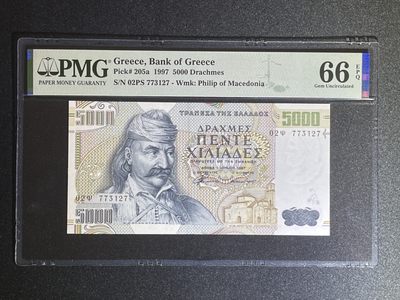 PMG
PAPER MONEY GUARANTY
Greece, Bank of Greece
Pick# 205a 1997 5000 Drachmes
S/N 02PS 773127 - Wmk: Philip of Macedonia
66 EPQ
Gem Uncirculated
5000
ΤΡΑΠΕΖΑ ΤΗΣ ΕΛΛΑΔΟΣ
5000
ΔΡΑΧΜΕΣ
ΠΕΝΤΕ
ΧΙΛΙΑΔΕΣ
02Ψ 773127
02Ψ 773127
5000